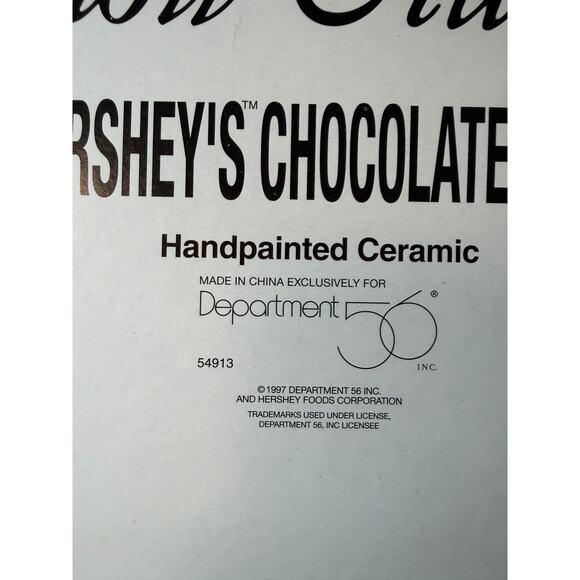 RSHEY'S™ CHOCOLATE
Handpainted Ceramic
MADE IN CHINA EXCLUSIVELY FOR
Department 56®
INC.
54913
©1997 DEPARTMENT 56 INC.
AND HERSHEY FOODS CORPORATION
TRADEMARKS USED UNDER LICENSE,
DEPARTMENT 56, INC LICENSEE